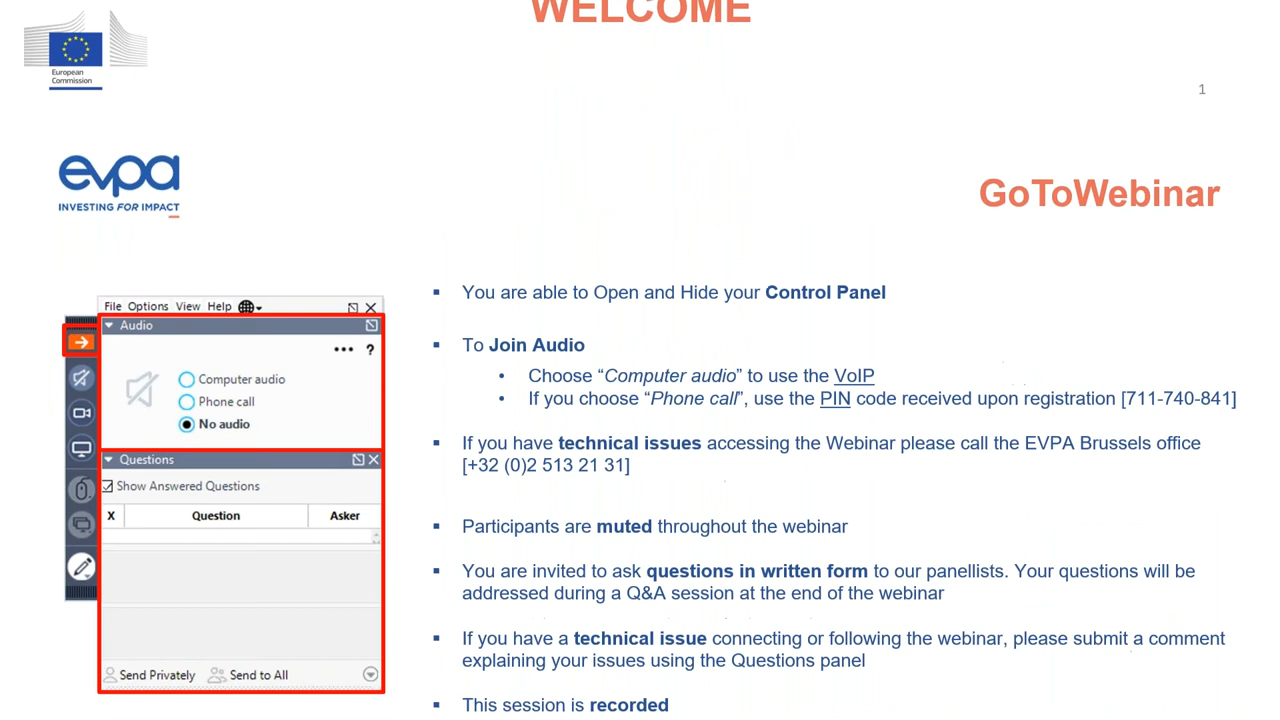 WELCOME
European
Commission
1
evpa
INVESTING FOR IMPACT
GoToWebinar
File Options View Help
Audio
... ?
Computer audio
Phone call
No audio
Questions
Show Answered Questions
X Question Asker
Send Privately Send to All
▪ You are able to Open and Hide your Control Panel
▪ To Join Audio
• Choose “Computer audio” to use the VoIP
• If you choose “Phone call”, use the PIN code received upon registration [711-740-841]
▪ If you have technical issues accessing the Webinar please call the EVPA Brussels office
[+32 (0)2 513 21 31]
▪ Participants are muted throughout the webinar
▪ You are invited to ask questions in written form to our panellists. Your questions will be
addressed during a Q&A session at the end of the webinar
▪ If you have a technical issue connecting or following the webinar, please submit a comment
explaining your issues using the Questions panel
▪ This session is recorded